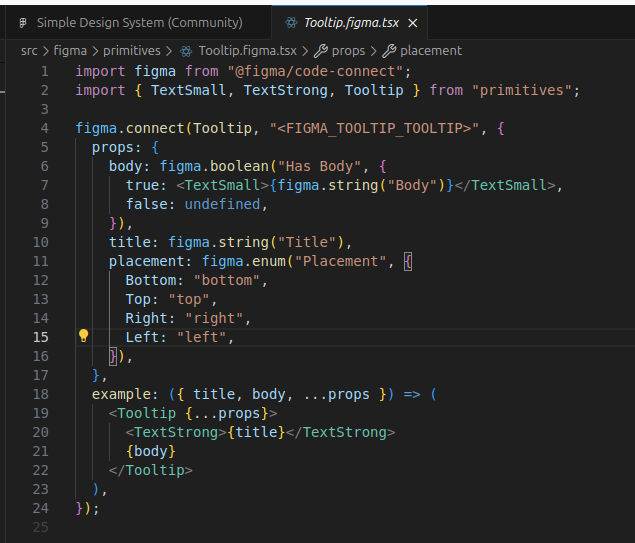 Simple Design System (Community) Tooltip.figma.tsx ×
src > figma > primitives > Tooltip.figma.tsx > props > placement
1 import figma from "@figma/code-connect";
2 import { TextSmall, TextStrong, Tooltip } from "primitives";
3
4 figma.connect(Tooltip, "<FIGMA_TOOLTIP_TOOLTIP>", {
5   props: {
6     body: figma.boolean("Has Body", {
7       true: <TextSmall>{figma.string("Body")}</TextSmall>,
8       false: undefined,
9     }),
10     title: figma.string("Title"),
11     placement: figma.enum("Placement", {
12       Bottom: "bottom",
13       Top: "top",
14       Right: "right",
15       Left: "left",
16     }),
17   },
18   example: ({ title, body, ...props }) => (
19     <Tooltip {...props}>
20       <TextStrong>{title}</TextStrong>
21       {body}
22     </Tooltip>
23   ),
24 });
25